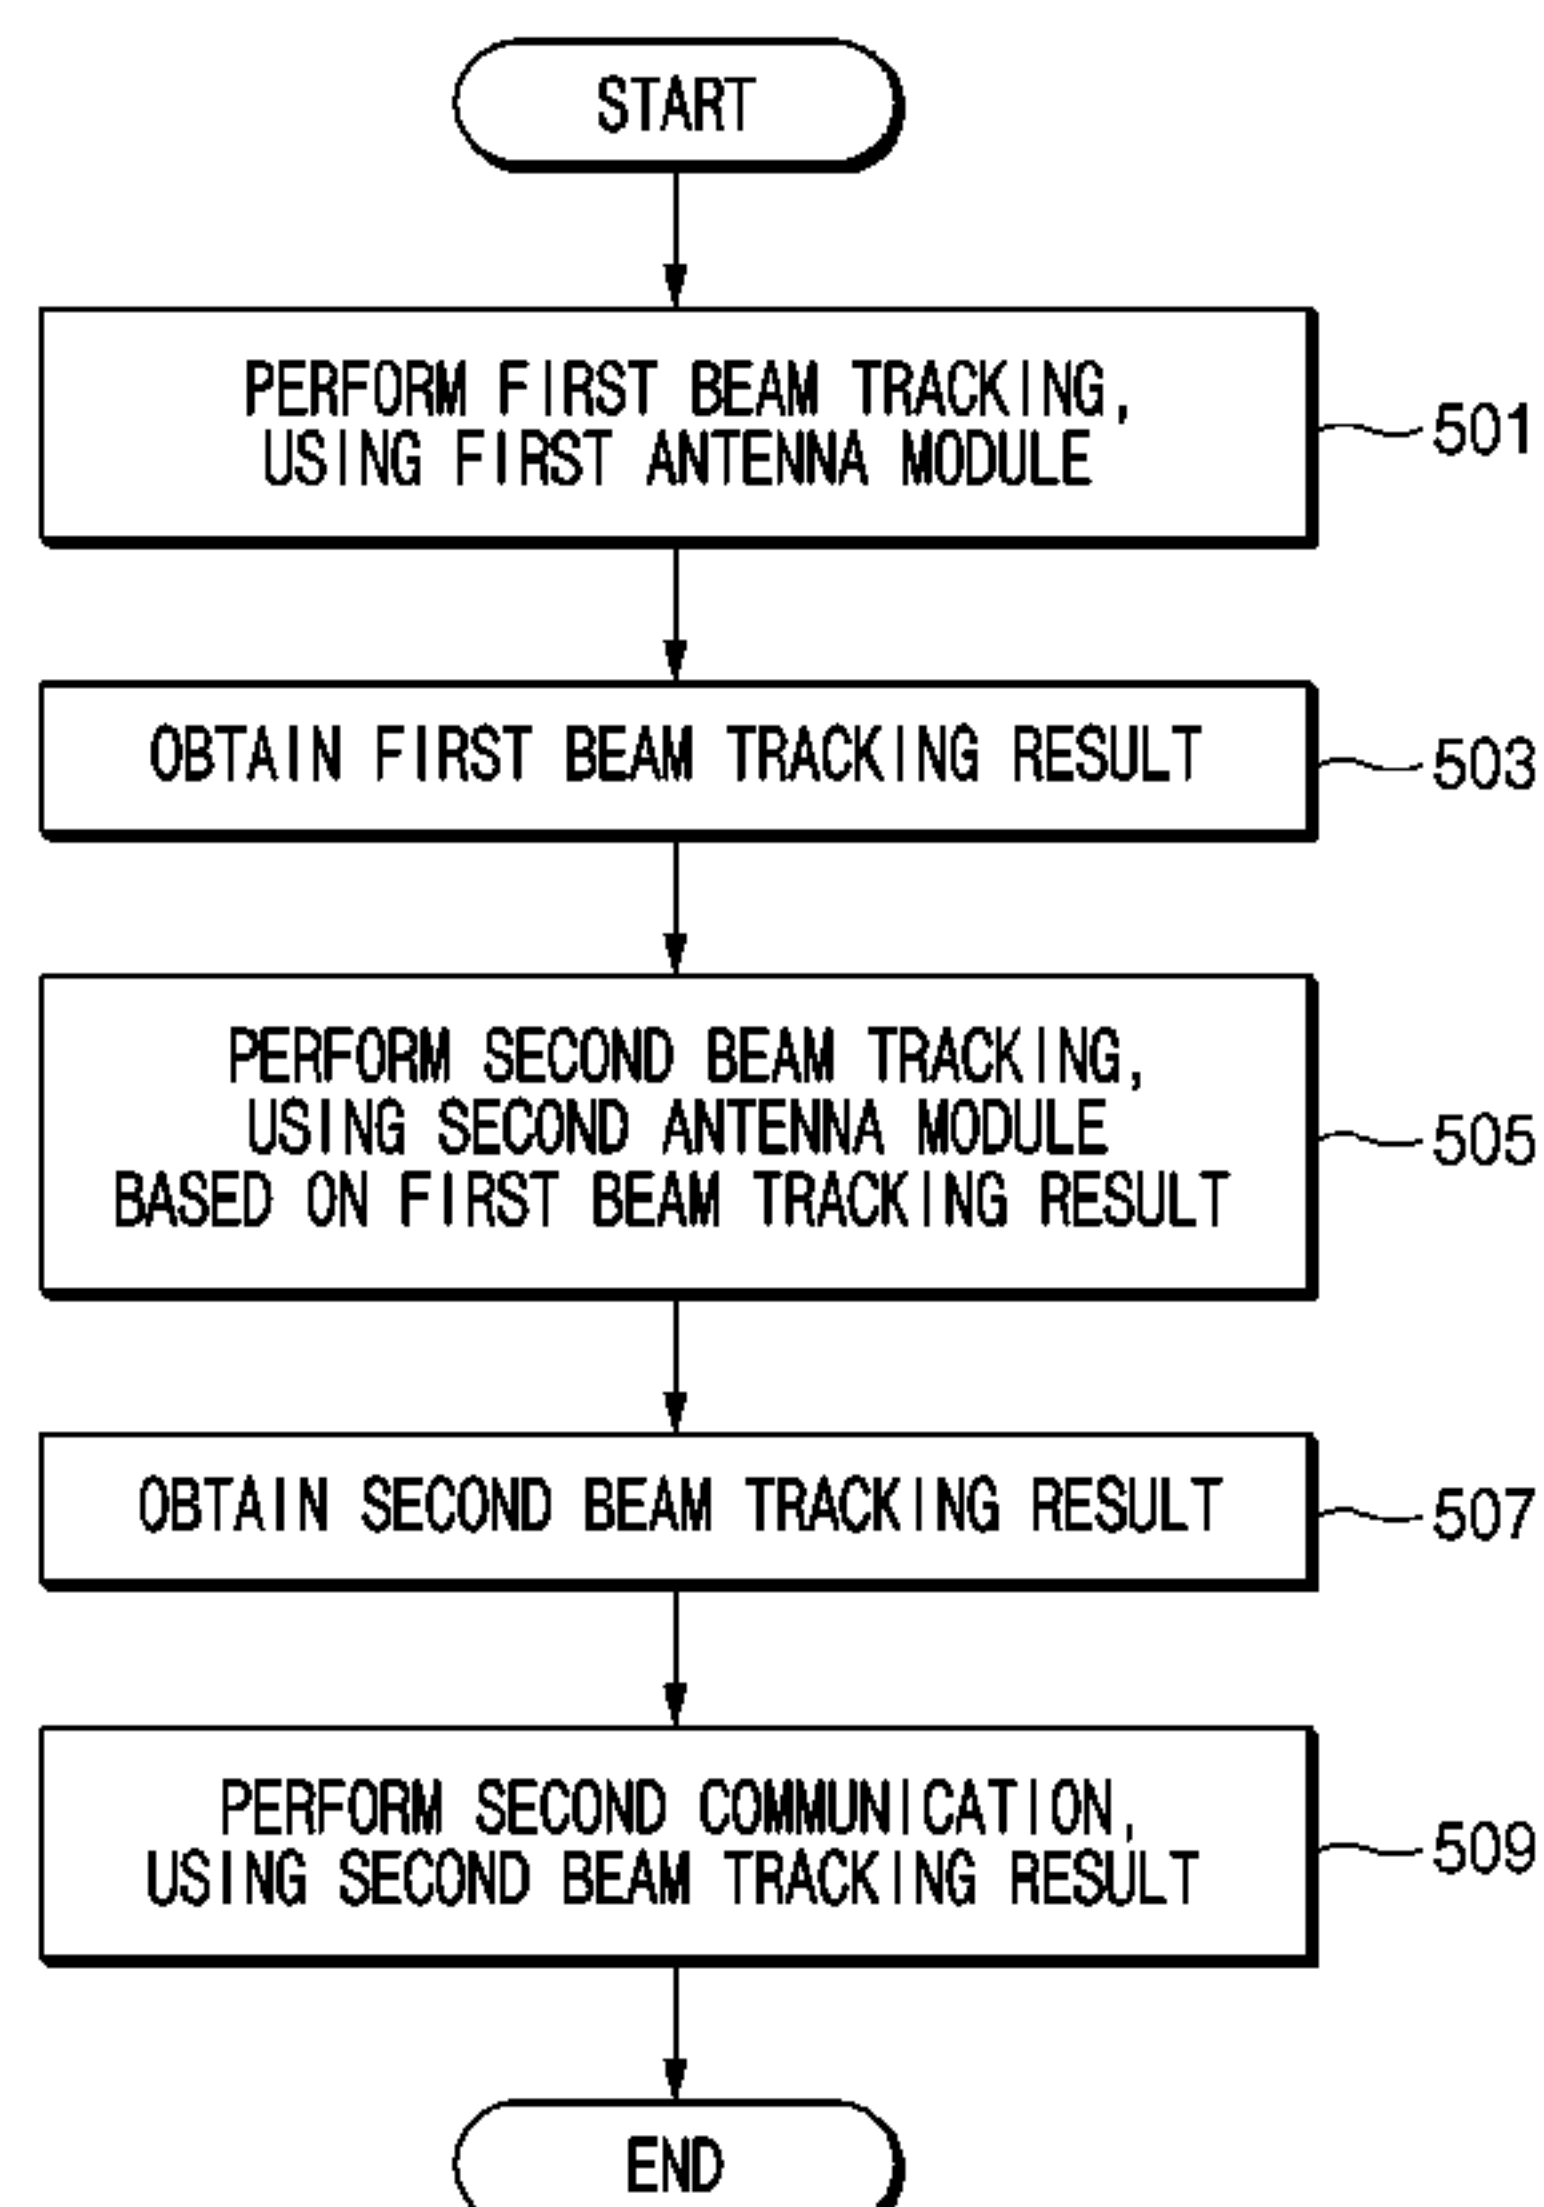 START
PERFORM FIRST BEAM TRACKING,
USING FIRST ANTENNA MODULE
501
OBTAIN FIRST BEAM TRACKING RESULT
503
PERFORM SECOND BEAM TRACKING,
USING SECOND ANTENNA MODULE
BASED ON FIRST BEAM TRACKING RESULT
505
OBTAIN SECOND BEAM TRACKING RESULT
507
PERFORM SECOND COMMUNICATION,
USING SECOND BEAM TRACKING RESULT
509
END